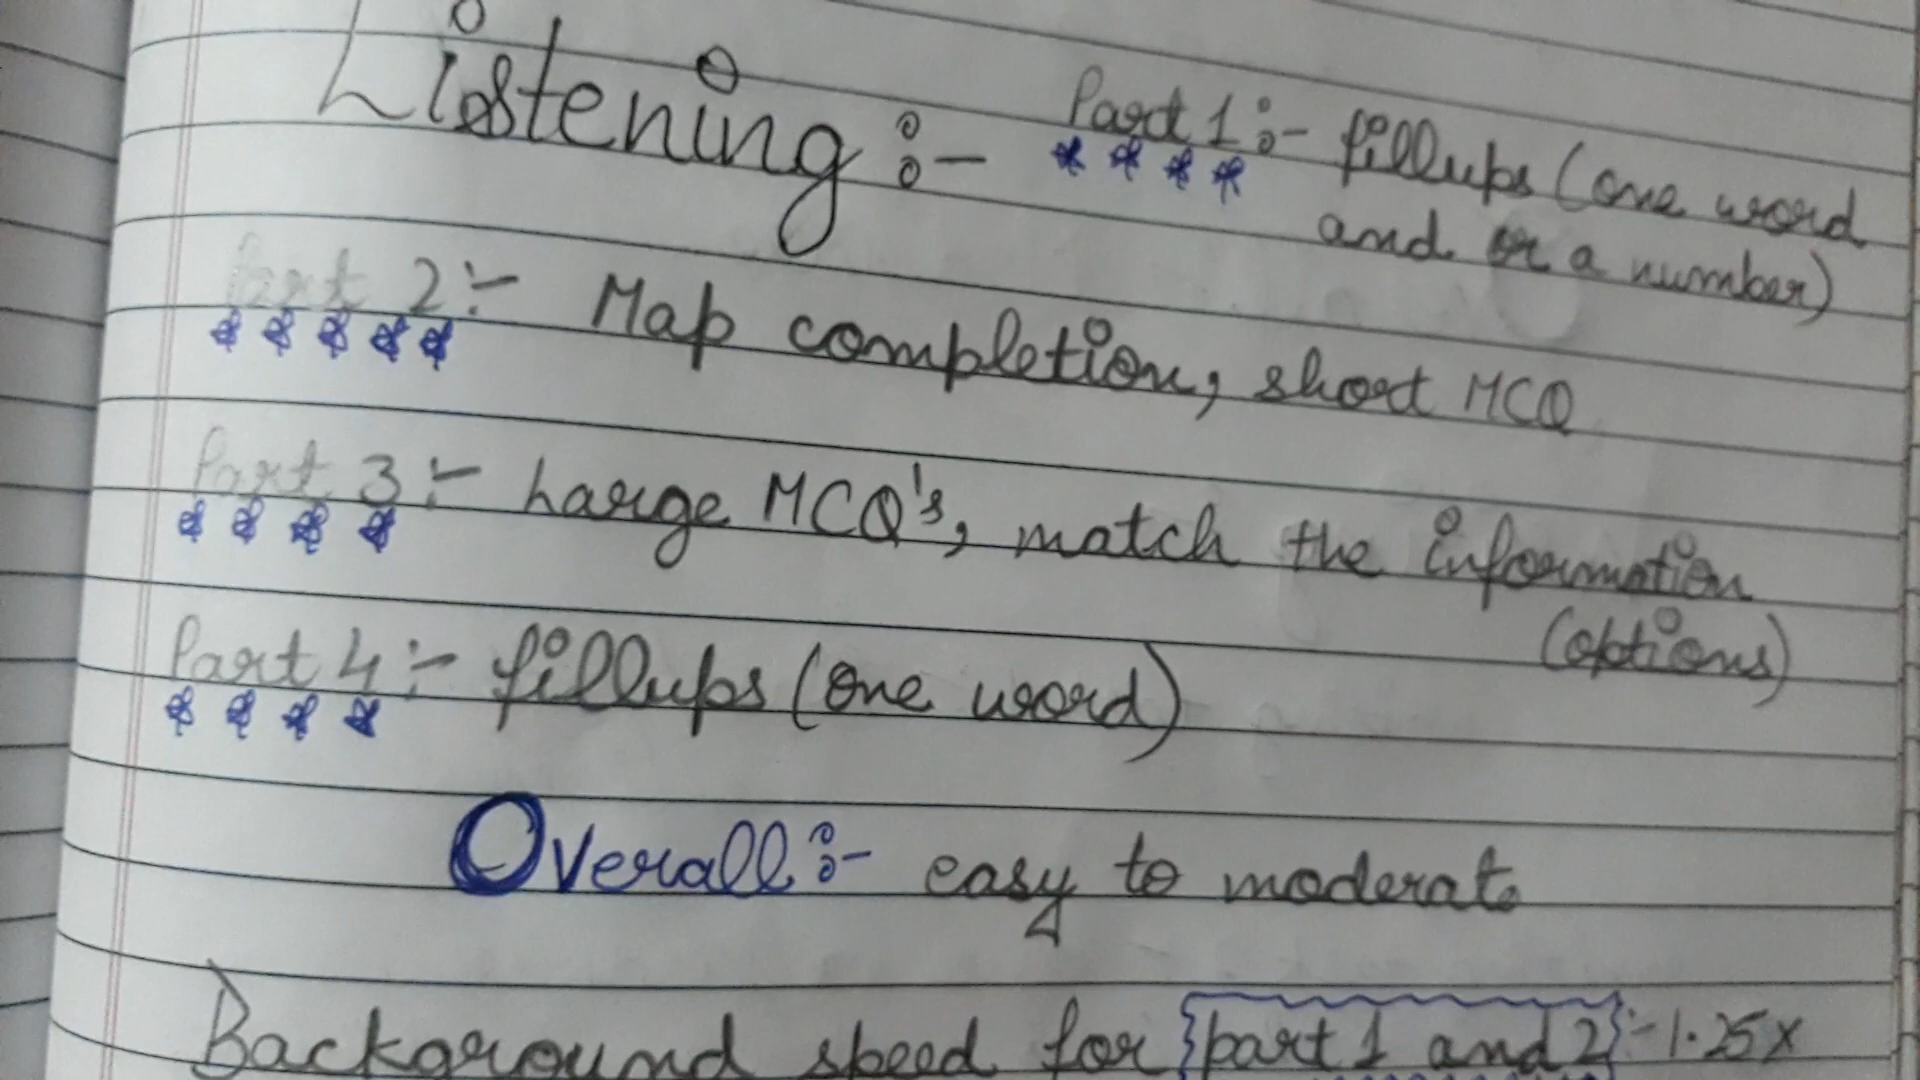 Listening :- Part 1 :- fillups (one word
and or a number)
Part 2 :- Map completion, short MCQ
Part 3 :- Large MCQ's, match the information
(options)
Part 4 :- fillups (one word)
Overall :- easy to moderate
Background speed for {part 1 and 2} :- 1.25x